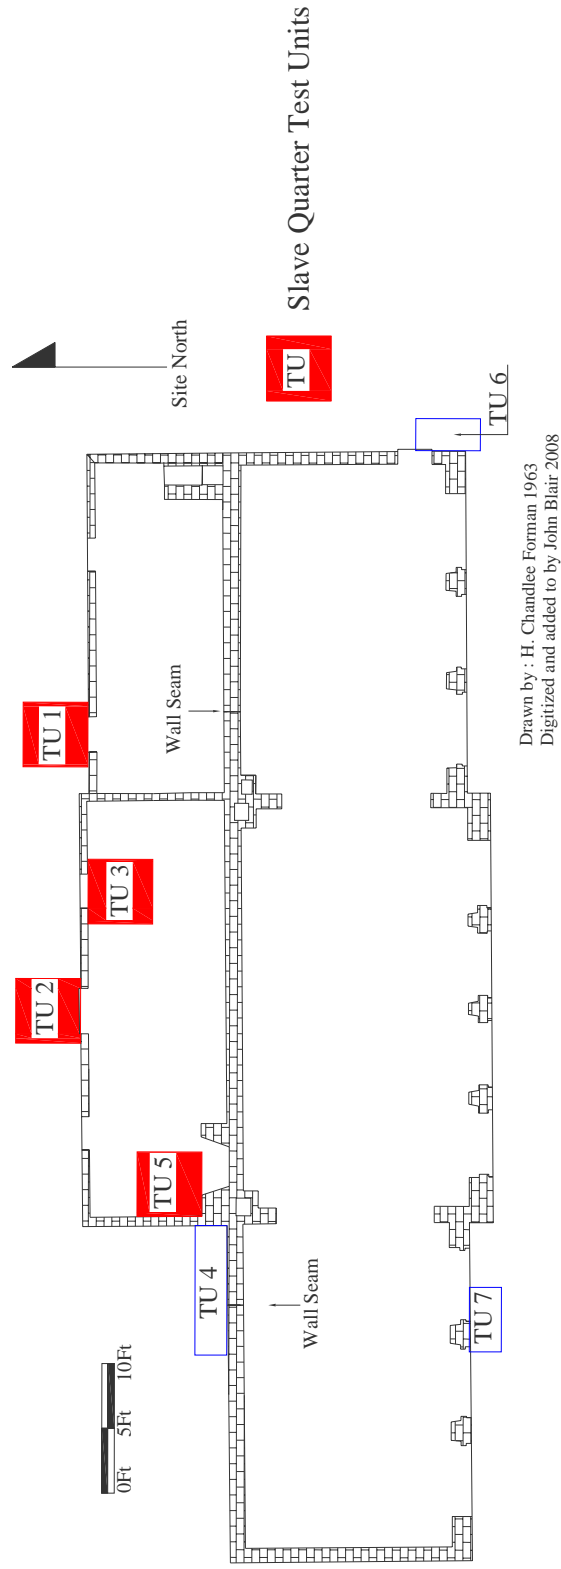 Slave Quarter Test Units
TU
Site North
TU 6
Drawn by : H. Chandlee Forman 1963
Digitized and added to by John Blair 2008
TU 1
Wall Seam
TU 3
TU 2
TU 5
TU 4
Wall Seam
TU 7
0Ft 5Ft 10Ft